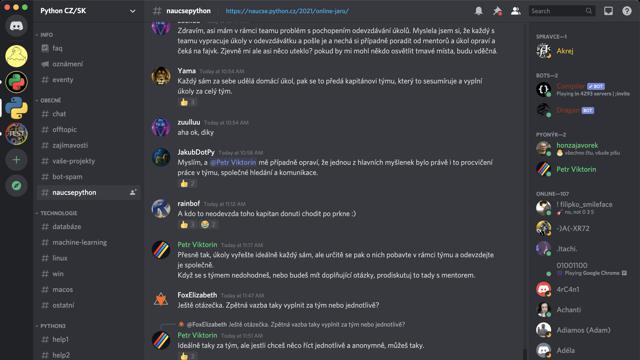 Python CZ/SK
INFO
faq
oznámení
eventy
OBECNÉ
chat
offtopic
zajímavosti
vaše-projekty
bot-spam
naucsepython
TECHNOLOGIE
databáze
machine-learning
linux
win
macos
ostatní
PYTHON3
help1
help2
naucsepython
https://naucse.python.cz/2021/online-jaro/
Search
Zdravím, asi mám v rámci teamu problém s pochopením odevzdávání úkolů. Myslela jsem si, že každý s
teamu vypracuje úkoly v odevzdávátku a pošle je a nechá si případně poradit od mentorů a úkol opraví a
čeká na fajvk. Zjevně mi ale asi něco uteklo? pokud by mi mohl někdo osvětlit tmavé místa, budu vděčná.
Yama Today at 10:54 AM
Každý sám za sebe udělá domácí úkol, pak se to předá kapitánovi týmu, který to sesumíruje a vyplní
úkoly za celý tým.
3
zuulluu Today at 10:54 AM
aha ok, diky
JakubDotPy Today at 10:58 AM
Myslím, a @Petr Viktorin mě případně opraví, že jednou z hlavních myšlenek bylo právě i to procvičení
práce v týmu, společné hledání a komunikace.
2
rainbof Today at 11:12 AM
A kdo to neodevzda toho kapitan donuti chodit po prkne :)
3 2
Petr Viktorin Today at 11:17 AM
Přesně tak, úkoly vyřešte ideálně každý sám, ale určitě se pak o nich pobavte v rámci týmu a odevzdejte
je společně.
Když se s týmem nedohodneš, nebo budeš mít doplňující otázky, prodiskutuj to tady s mentorem.
FoxElizabeth Today at 11:47 AM
Ještě otázečka. Zpětná vazba taky vyplnit za tým nebo jednotlivě?
@FoxElizabeth Ještě otázečka. Zpětná vazba taky vyplnit za tým nebo jednotlivě?
Petr Viktorin Today at 11:51 AM
Ideálně taky za tým, ale jestli chceš něco říct jednotlivě a anonymně, můžeš taky.
2
SPRÁVCE—1
Akrej
BOTS—2
Compiler BOT
Playing in 4293 servers | ;invite
Dragon BOT
PYONÝR—2
honzajavorek
všechno čtu, všude píšu
Petr Viktorin
ONLINE—107
! filipko_smileface
no, not 0 3 5
-)A(-XR72
.!tachi.
01001100
Playing Google Chrome
4rC4n1
Achanti
Adiamos (Adam)
Adéla